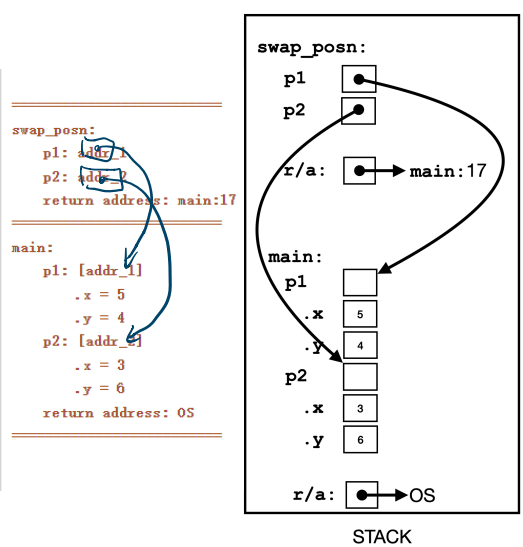 swap_posn:
p1: addr_1
p2: addr_2
return address: main:17
main:
p1: [addr_1]
.x = 5
.y = 4
p2: [addr_2]
.x = 3
.y = 6
return address: OS
swap_posn:
p1
p2
r/a: main:17
main:
p1
.x 5
.y 4
p2
.x 3
.y 6
r/a: OS
STACK